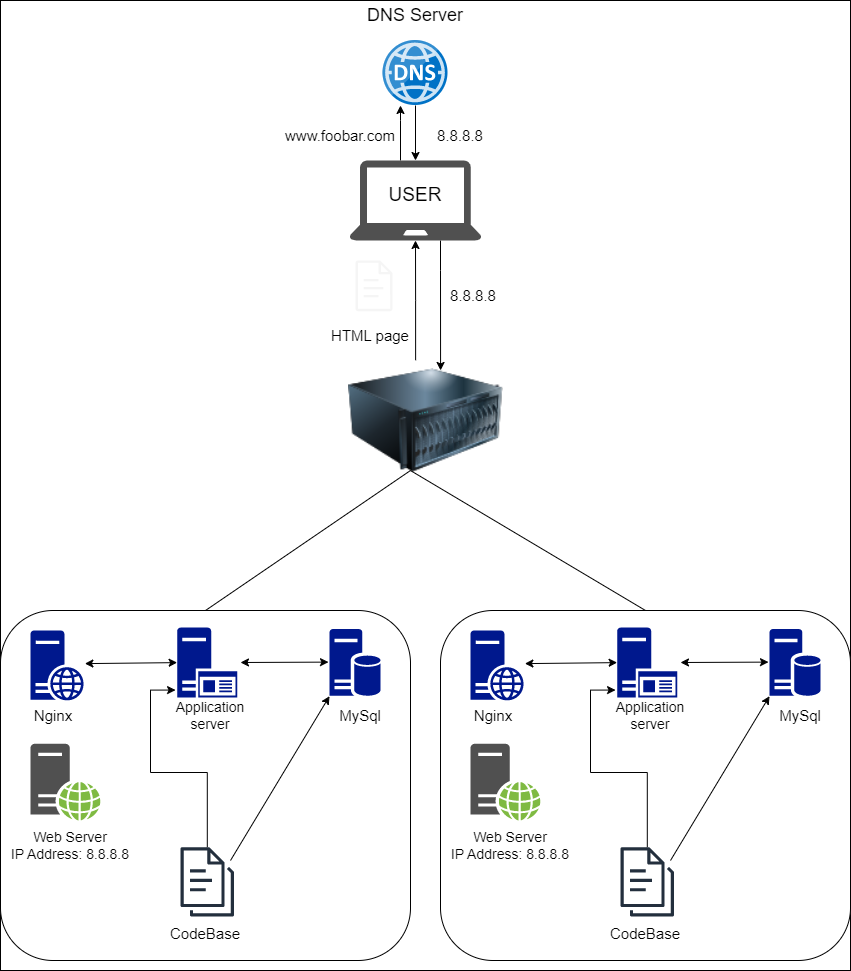 DNS Server
DNS
www.foobar.com
8.8.8.8
USER
8.8.8.8
HTML page
Nginx
Application
server
MySql
Web Server
IP Address: 8.8.8.8
CodeBase
Nginx
Application
server
MySql
Web Server
IP Address: 8.8.8.8
CodeBase